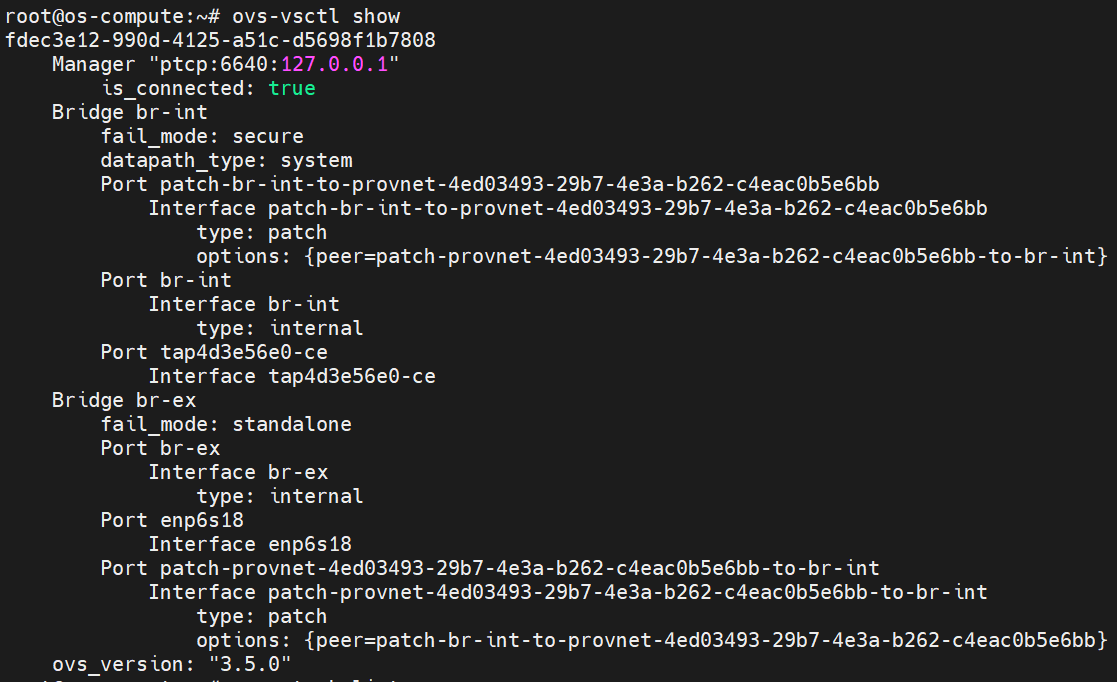 root@os-compute:~# ovs-vsctl show
fdec3e12-990d-4125-a51c-d5698f1b7808
    Manager "ptcp:6640:127.0.0.1"
        is_connected: true
    Bridge br-int
        fail_mode: secure
        datapath_type: system
        Port patch-br-int-to-provnet-4ed03493-29b7-4e3a-b262-c4eac0b5e6bb
            Interface patch-br-int-to-provnet-4ed03493-29b7-4e3a-b262-c4eac0b5e6bb
                type: patch
                options: {peer=patch-provnet-4ed03493-29b7-4e3a-b262-c4eac0b5e6bb-to-br-int}
        Port br-int
            Interface br-int
                type: internal
        Port tap4d3e56e0-ce
            Interface tap4d3e56e0-ce
    Bridge br-ex
        fail_mode: standalone
        Port br-ex
            Interface br-ex
                type: internal
        Port enp6s18
            Interface enp6s18
        Port patch-provnet-4ed03493-29b7-4e3a-b262-c4eac0b5e6bb-to-br-int
            Interface patch-provnet-4ed03493-29b7-4e3a-b262-c4eac0b5e6bb-to-br-int
                type: patch
                options: {peer=patch-br-int-to-provnet-4ed03493-29b7-4e3a-b262-c4eac0b5e6bb}
    ovs_version: "3.5.0"